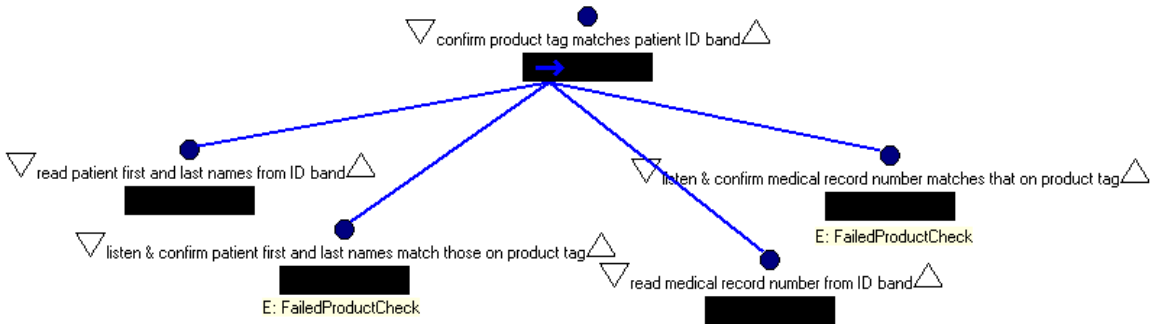 confirm product tag matches patient ID band
read patient first and last names from ID band
listen & confirm medical record number matches that on product tag
E: FailedProductCheck
listen & confirm patient first and last names match those on product tag
E: FailedProductCheck
read medical record number from ID band